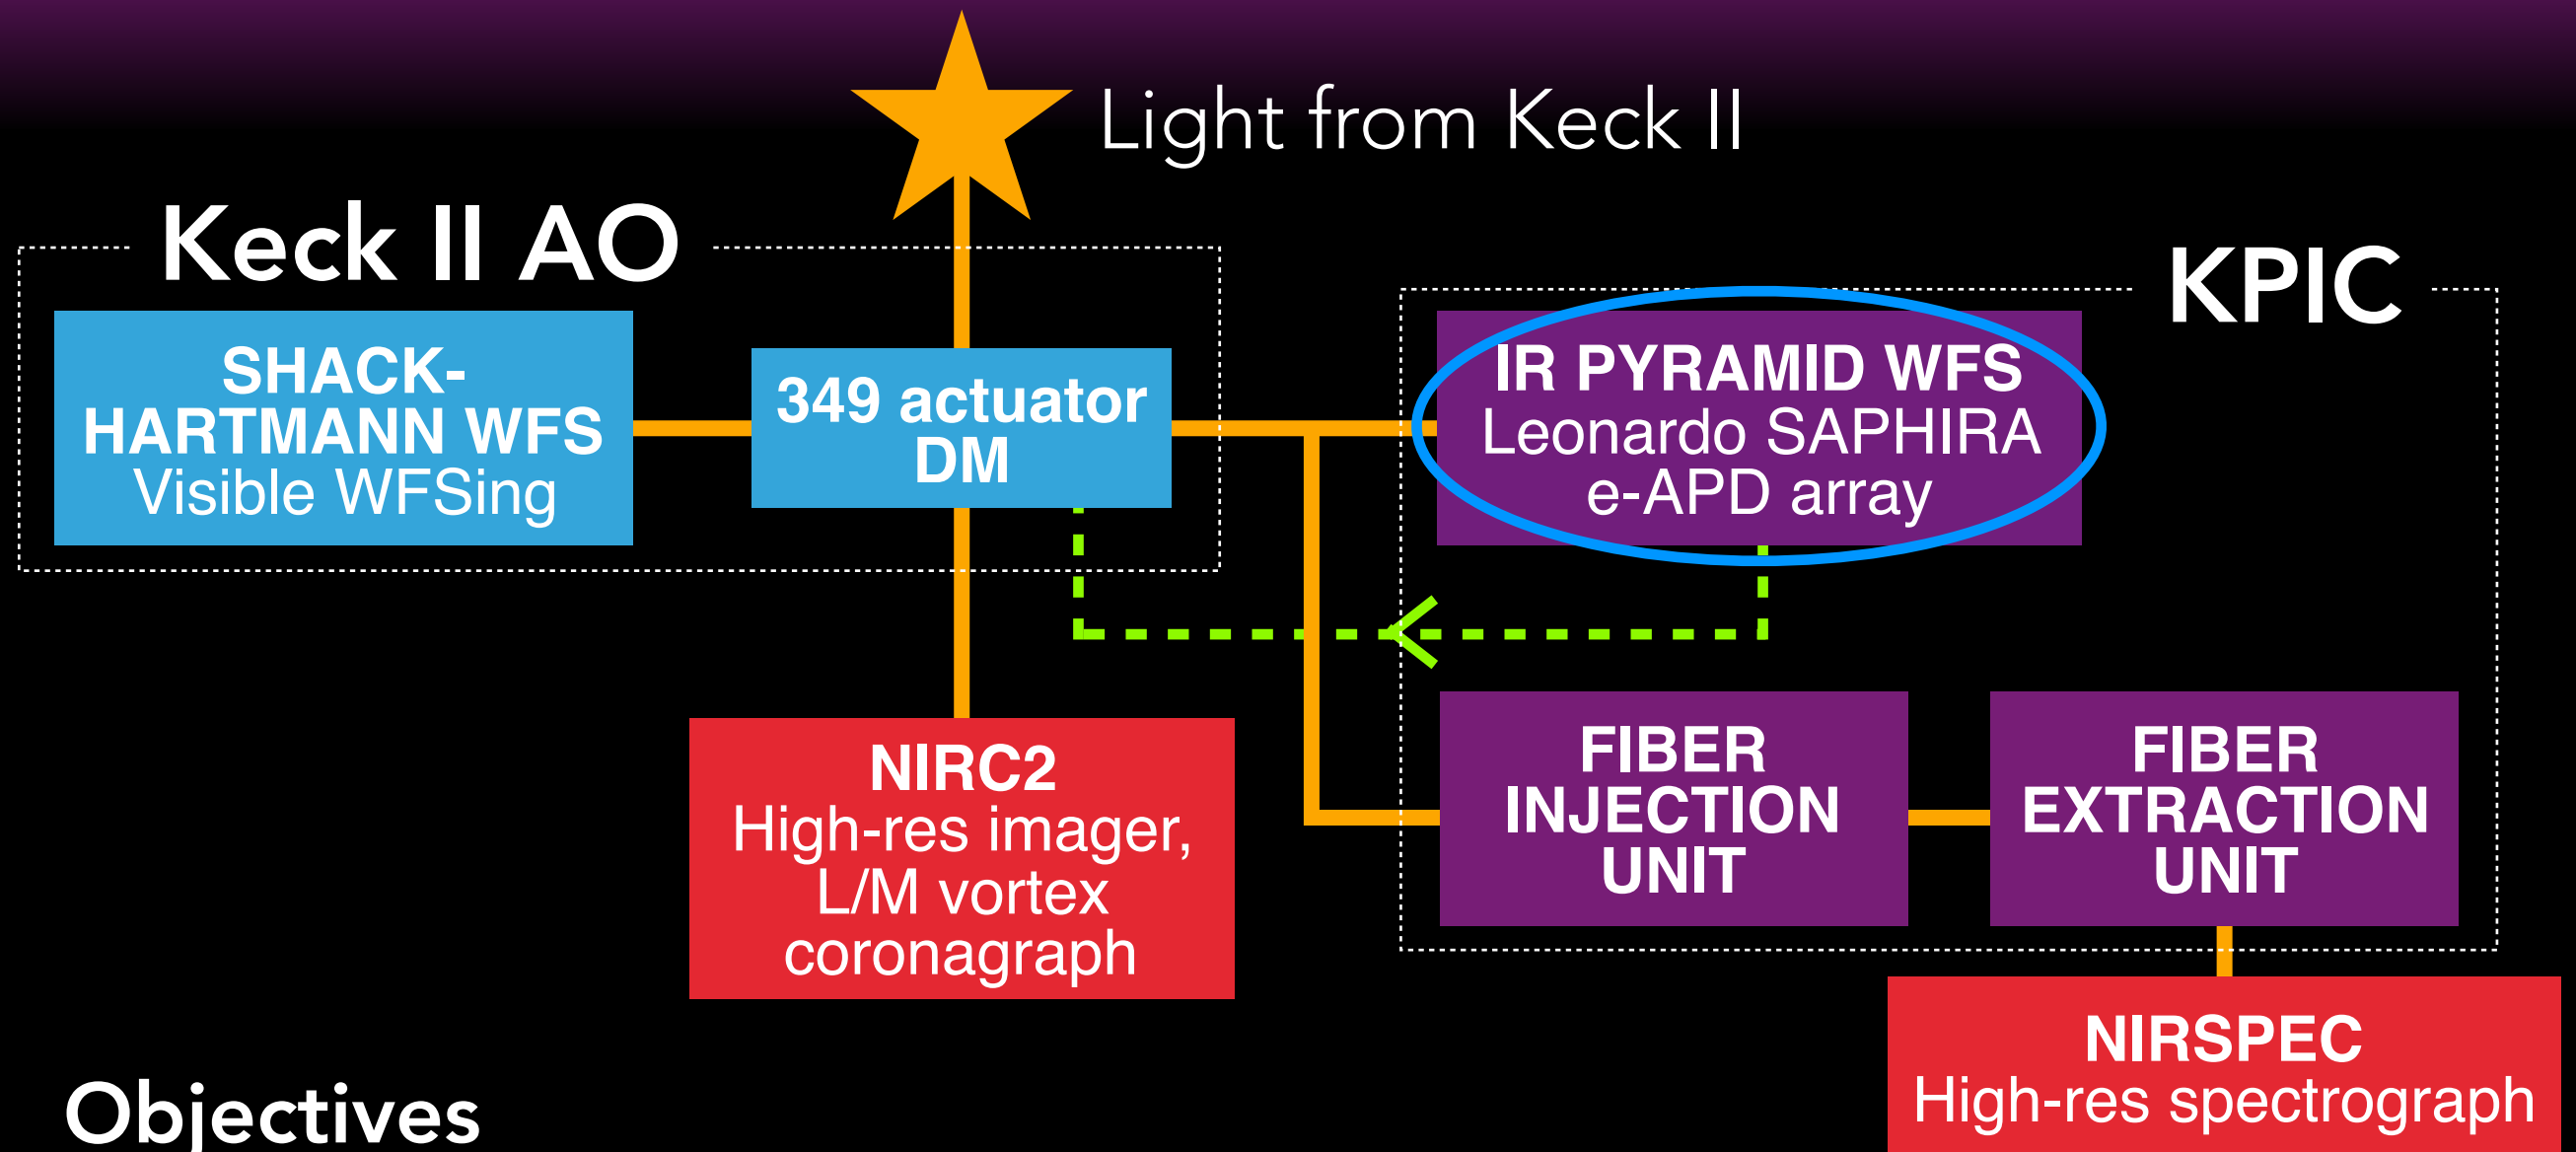 Light from Keck II
Keck II AO
KPIC
SHACK-
HARTMANN WFS
Visible WFSing
349 actuator
DM
IR PYRAMID WFS
Leonardo SAPHIRA
e-APD array
NIRC2
High-res imager,
L/M vortex
coronagraph
FIBER
INJECTION
UNIT
FIBER
EXTRACTION
UNIT
NIRSPEC
High-res spectrograph
Objectives